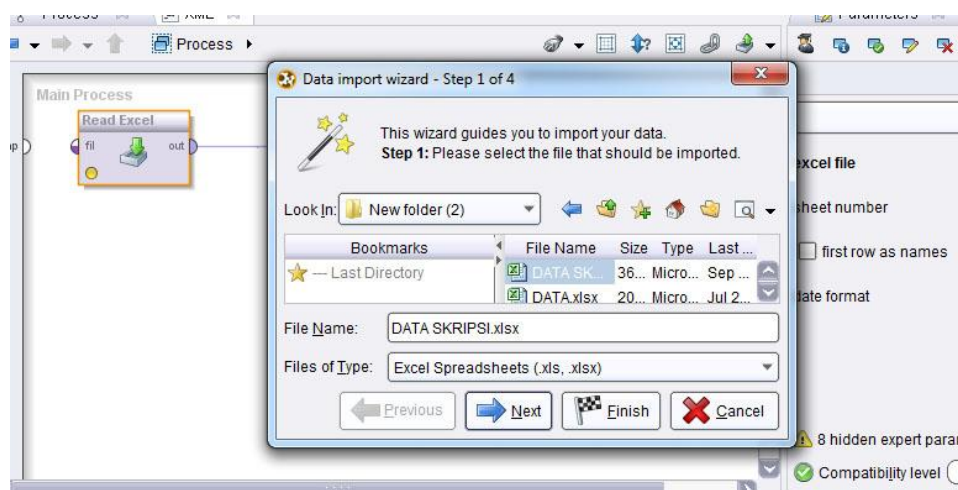 Process
Main Process
Read Excel
fil
out
Data import wizard - Step 1 of 4
This wizard guides you to import your data.
Step 1: Please select the file that should be imported.
Look In: New folder (2)
Bookmarks File Name Size Type Last ...
--- Last Directory DATA SK... 36... Micro... Sep ...
DATA.xlsx 20... Micro... Jul 2...
File Name: DATA SKRIPSI.xlsx
Files of Type: Excel Spreadsheets (.xls, .xlsx)
Previous Next Finish Cancel
excel file
sheet number
first row as names
date format
8 hidden expert para
Compatibility level